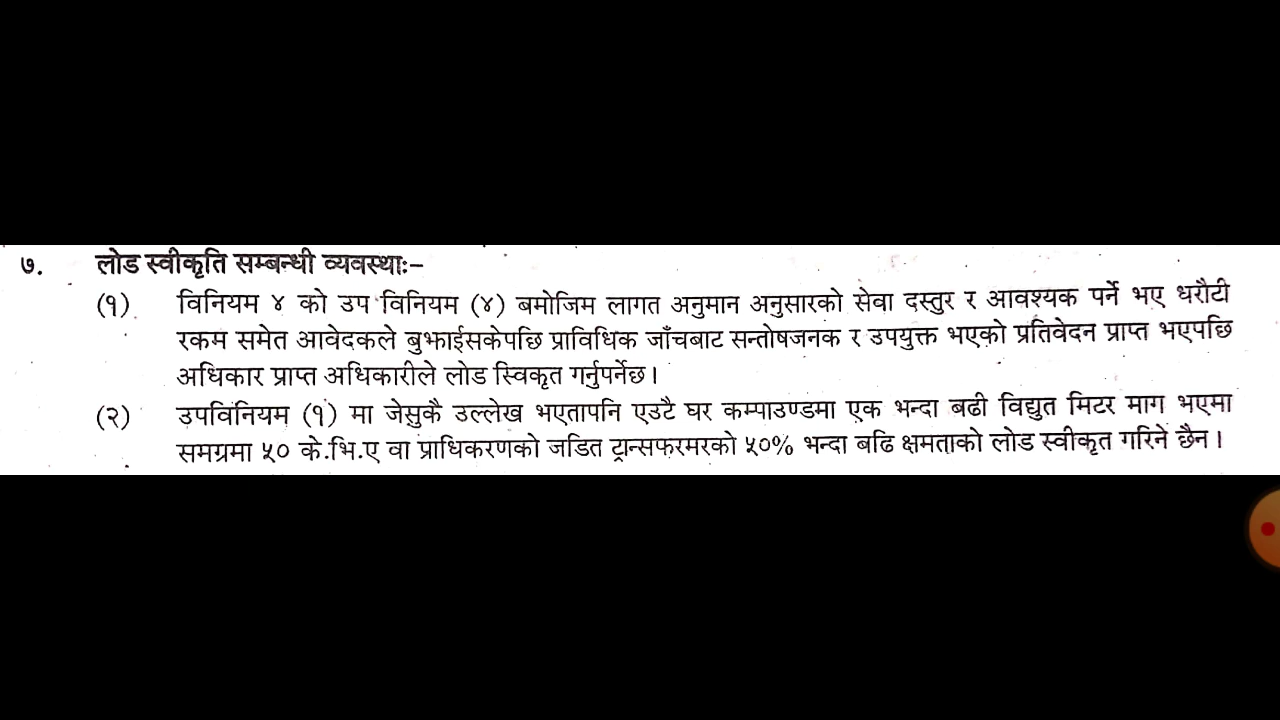 ७. लोड स्वीकृति सम्बन्धी व्यवस्थाः-
(१) विनियम ४ को उप विनियम (४) बमोजिम लागत अनुमान अनुसारको सेवा दस्तुर र आवश्यक पर्ने भए धरौटी
रकम समेत आवेदकले बुझाईसकेपछि प्राविधिक जाँचबाट सन्तोषजनक र उपयुक्त भएको प्रतिवेदन प्राप्त भएपछि
अधिकार प्राप्त अधिकारीले लोड स्विकृत गर्नुपर्नेछ।
(२) उपविनियम (१) मा जेसुकै उल्लेख भएतापनि एउटै घर कम्पाउण्डमा एक भन्दा बढी विद्युत मिटर माग भएमा
समग्रमा ५० के.भि.ए वा प्राधिकरणको जडित ट्रान्सफरमरको ५०% भन्दा बढि क्षमताको लोड स्वीकृत गरिने छैन।